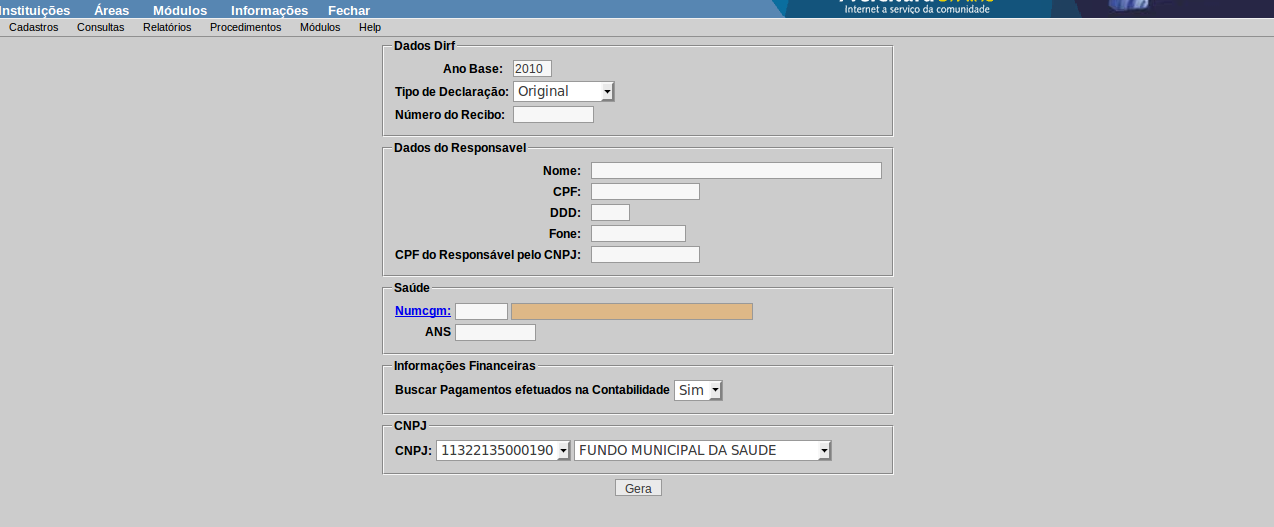 Instituições Áreas Módulos Informações Fechar
Internet a serviço da comunidade
Cadastros Consultas Relatórios Procedimentos Módulos Help
Dados Dirf
Ano Base: 2010
Tipo de Declaração: Original
Número do Recibo:
Dados do Responsavel
Nome:
CPF:
DDD:
Fone:
CPF do Responsável pelo CNPJ:
Saúde
Numcgm:
ANS
Informações Financeiras
Buscar Pagamentos efetuados na Contabilidade Sim
CNPJ
CNPJ: 11322135000190 FUNDO MUNICIPAL DA SAUDE
Gera